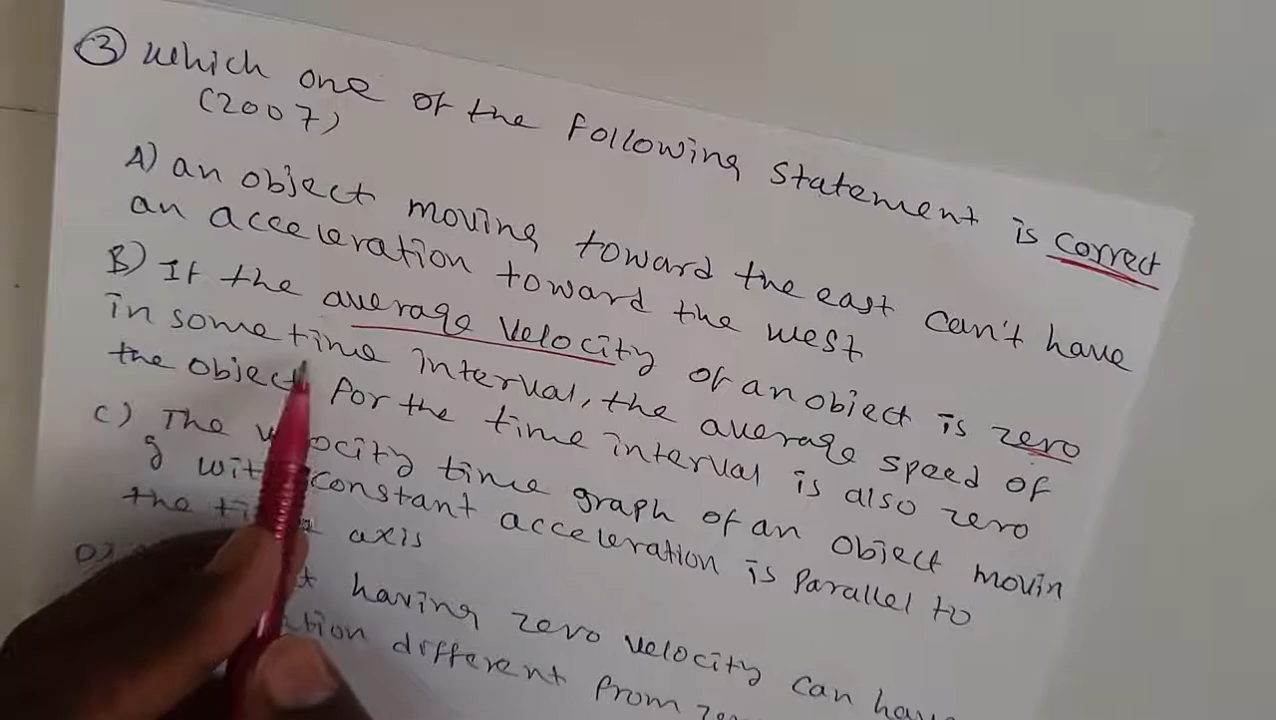 ③ Which one of the following statement is correct
(2007)
A) an object moving toward the east can't have
an acceleration toward the west
B) If the average velocity of an object is zero
in some time interval, the average speed of
the object for the time interval is also zero
C) The velocity time graph of an object movin
g with constant acceleration is parallel to
the axis
D) having zero velocity can have
different from